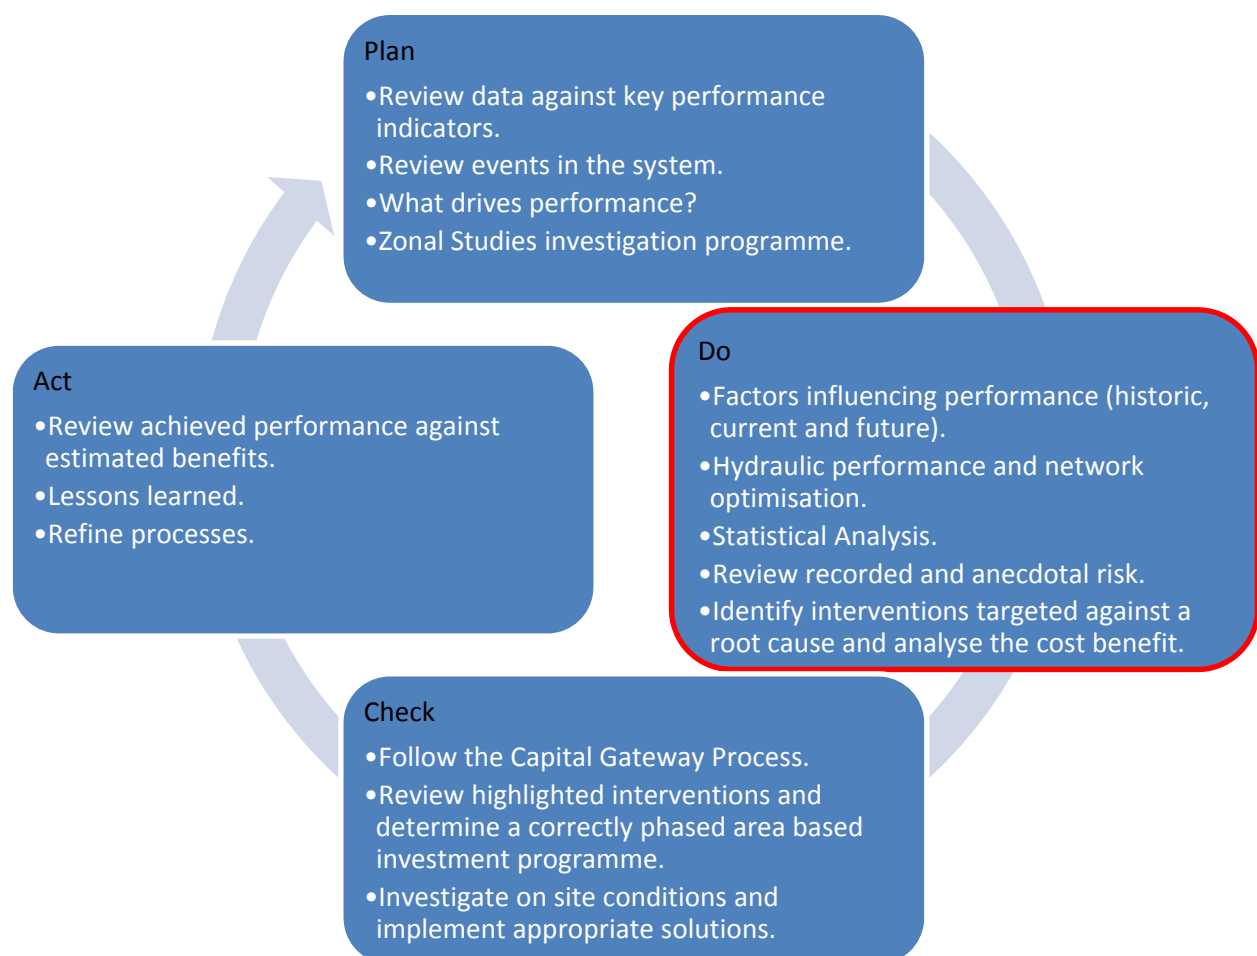 Plan
•Review data against key performance
indicators.
•Review events in the system.
•What drives performance?
•Zonal Studies investigation programme.
Do
•Factors influencing performance (historic,
current and future).
•Hydraulic performance and network
optimisation.
•Statistical Analysis.
•Review recorded and anecdotal risk.
•Identify interventions targeted against a
root cause and analyse the cost benefit.
Check
•Follow the Capital Gateway Process.
•Review highlighted interventions and
determine a correctly phased area based
investment programme.
•Investigate on site conditions and
implement appropriate solutions.
Act
•Review achieved performance against
estimated benefits.
•Lessons learned.
•Refine processes.